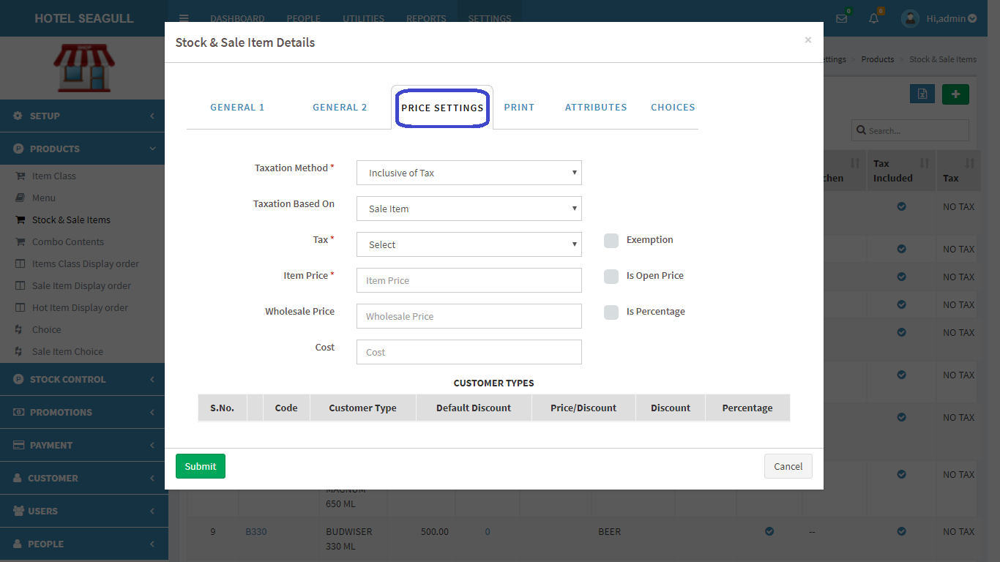 HOTEL SEAGULL
DASHBOARD PEOPLE UTILITIES REPORTS SETTINGS
0 0 Hi,admin
Stock & Sale Item Details ×
ettings > Products > Stock & Sale Items
SHOP
GENERAL 1 GENERAL 2 PRICE SETTINGS PRINT ATTRIBUTES CHOICES
Search...
SETUP
PRODUCTS
Item Class
Menu
Stock & Sale Items
Combo Contents
Items Class Display order
Sale Item Display order
Hot Item Display order
Choice
Sale Item Choice
STOCK CONTROL
PROMOTIONS
PAYMENT
CUSTOMER
USERS
PEOPLE
Taxation Method * Inclusive of Tax
Taxation Based On Sale Item
Tax * Select Exemption
Item Price * Item Price Is Open Price
Wholesale Price Wholesale Price Is Percentage
Cost Cost
CUSTOMER TYPES
S.No. Code Customer Type Default Discount Price/Discount Discount Percentage
Submit Cancel
chen Tax Included Tax
NO TAX
NO TAX
NO TAX
NO TAX
NO TAX
NO TAX
NO TAX
NO TAX
MAGNUM
650 ML
9 B330 BUDWISER 500.00 0 BEER -- NO TAX
330 ML